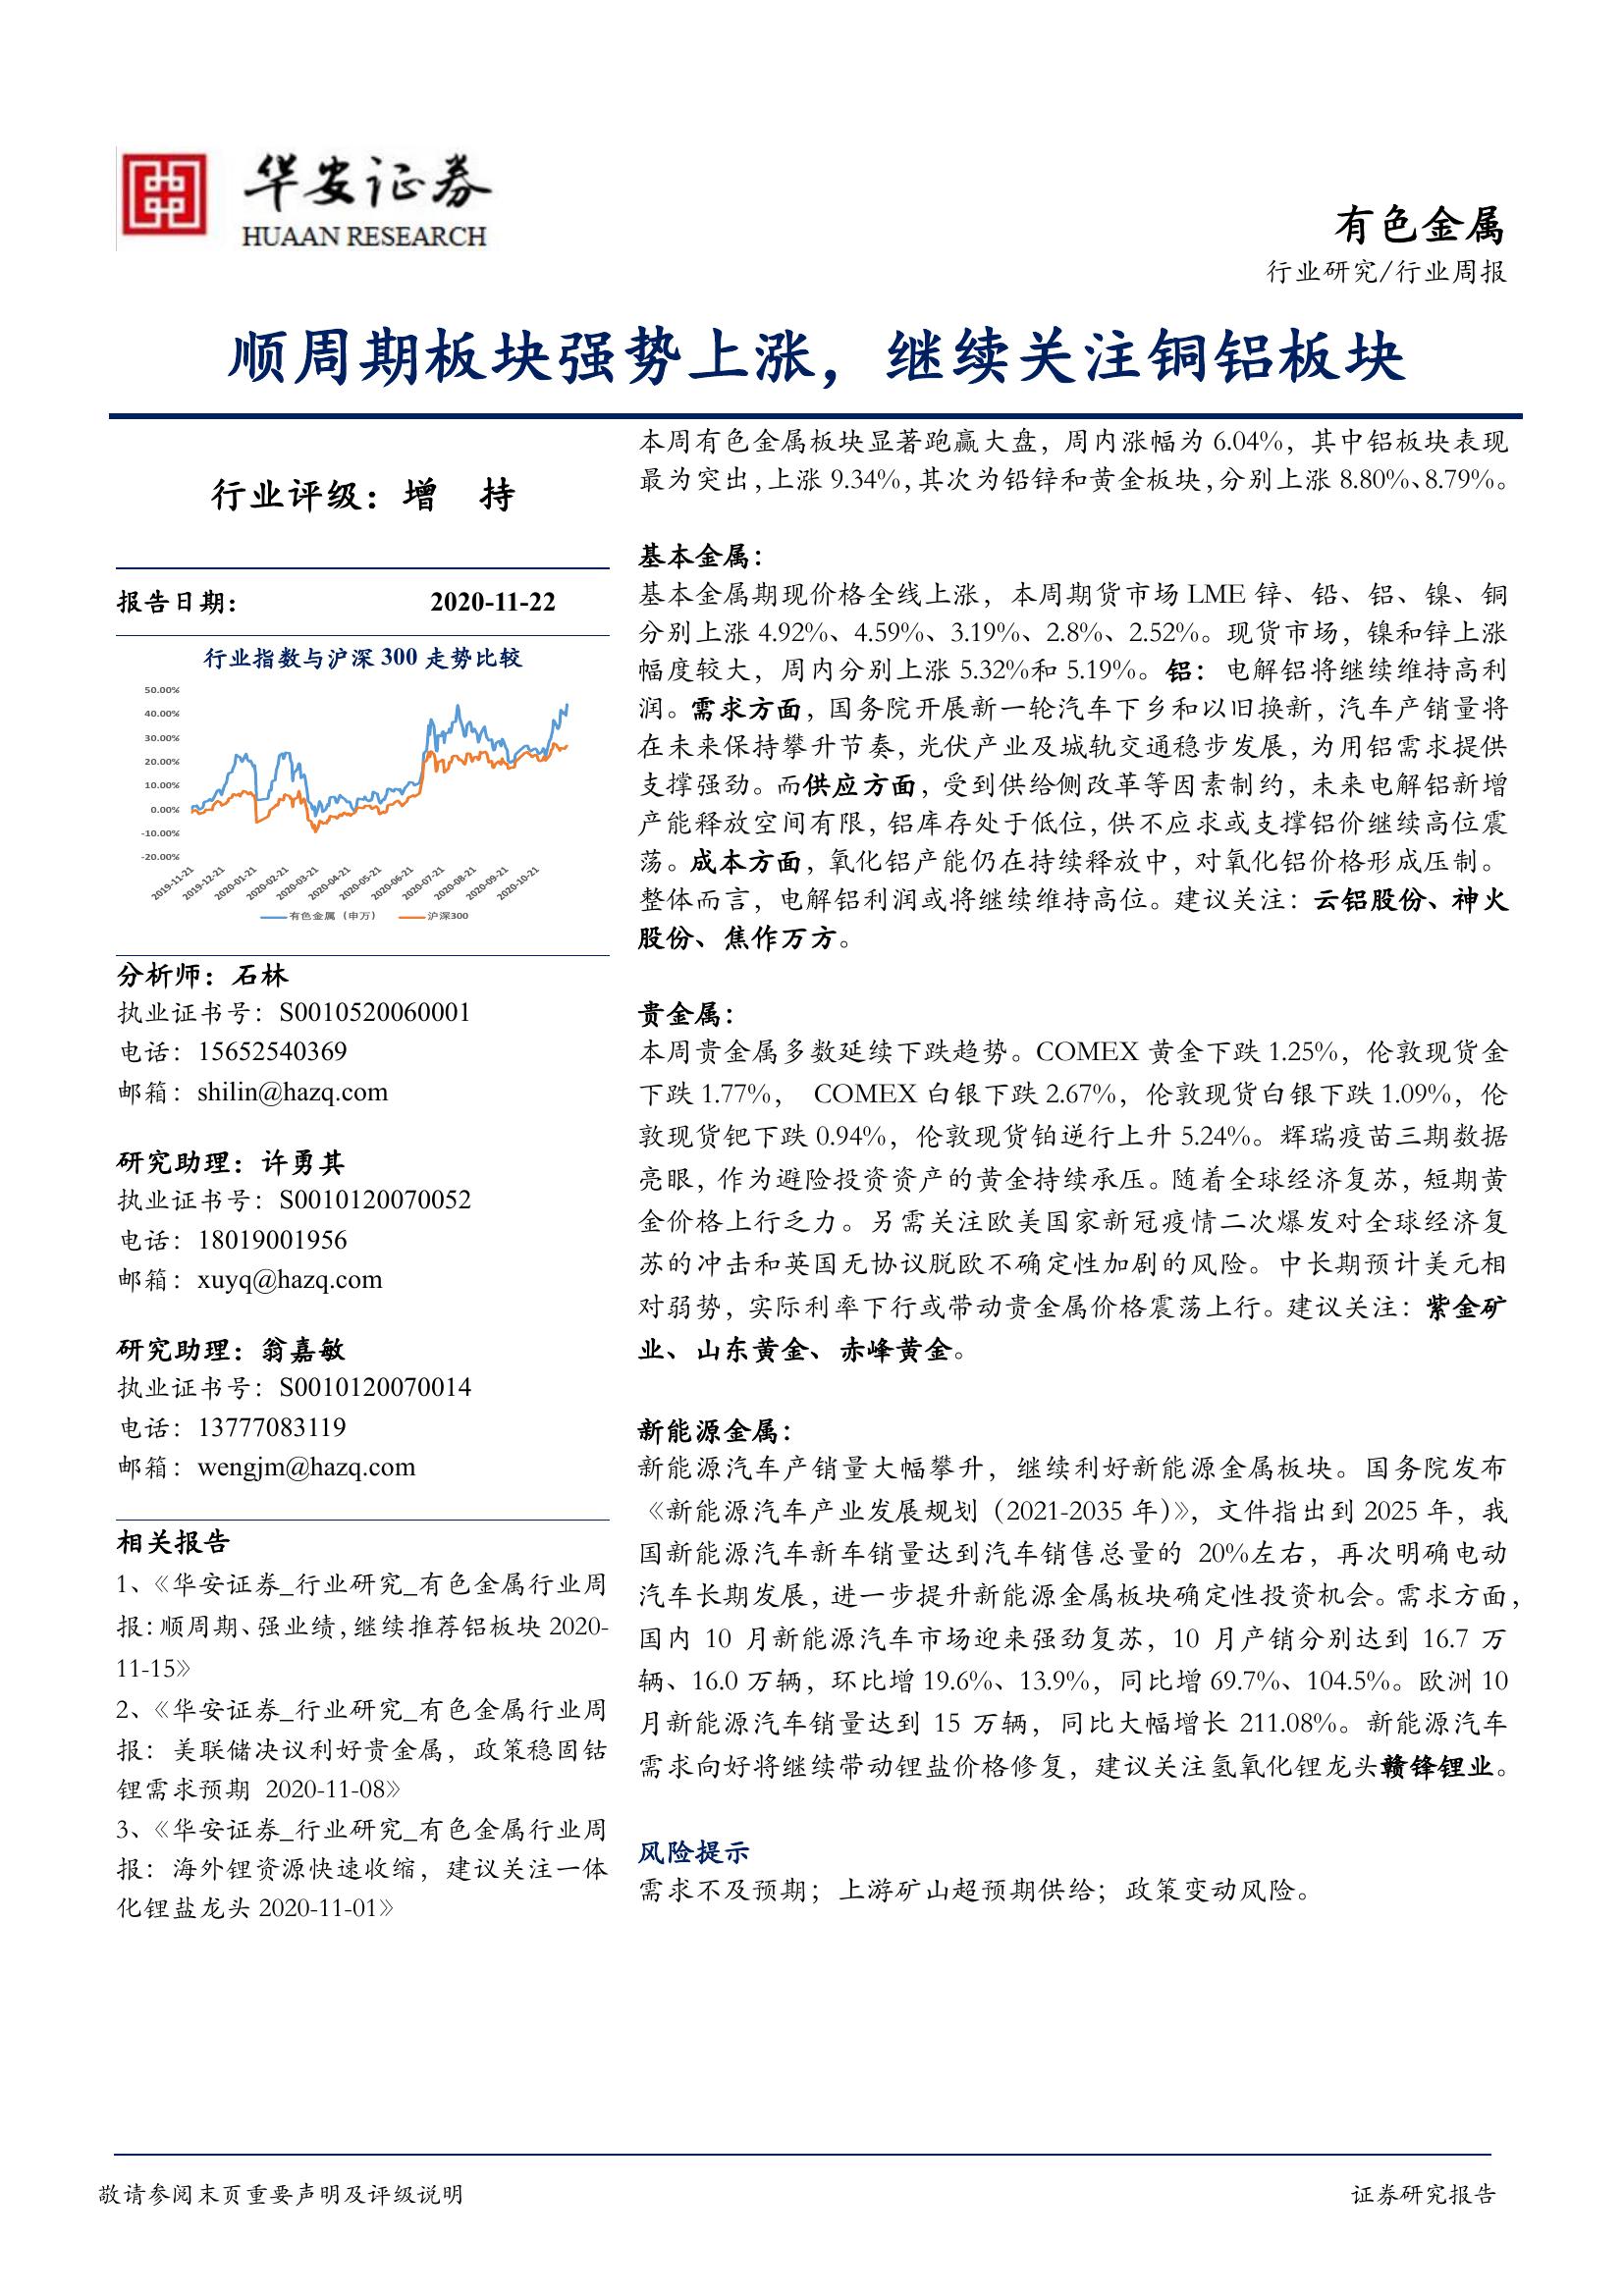 华安证券
HUAAN RESEARCH
有色金属
行业研究/行业周报
顺周期板块强势上涨，继续关注铜铝板块
行业评级：增 持
报告日期： 2020-11-22
行业指数与沪深 300 走势比较
50.00%
40.00%
30.00%
20.00%
10.00%
0.00%
-10.00%
-20.00%
2019-11-21
2019-12-21
2020-01-21
2020-02-21
2020-03-21
2020-04-21
2020-05-21
2020-06-21
2020-07-21
2020-08-21
2020-09-21
2020-10-21
有色金属（申万） 沪深300
分析师：石林
执业证书号：S0010520060001
电话：15652540369
邮箱：shilin@hazq.com
研究助理：许勇其
执业证书号：S0010120070052
电话：18019001956
邮箱：xuyq@hazq.com
研究助理：翁嘉敏
执业证书号：S0010120070014
电话：13777083119
邮箱：wengjm@hazq.com
相关报告
1、《华安证券_行业研究_有色金属行业周
报：顺周期、强业绩，继续推荐铝板块 2020-
11-15》
2、《华安证券_行业研究_有色金属行业周
报：美联储决议利好贵金属，政策稳固钴
锂需求预期 2020-11-08》
3、《华安证券_行业研究_有色金属行业周
报：海外锂资源快速收缩，建议关注一体
化锂盐龙头 2020-11-01》
本周有色金属板块显著跑赢大盘，周内涨幅为 6.04%，其中铝板块表现
最为突出，上涨 9.34%，其次为铅锌和黄金板块，分别上涨 8.80%、8.79%。
基本金属：
基本金属期现价格全线上涨，本周期货市场 LME 锌、铅、铝、镍、铜
分别上涨 4.92%、4.59%、3.19%、2.8%、2.52%。现货市场，镍和锌上涨
幅度较大，周内分别上涨 5.32%和 5.19%。铝：电解铝将继续维持高利
润。需求方面，国务院开展新一轮汽车下乡和以旧换新，汽车产销量将
在未来保持攀升节奏，光伏产业及城轨交通稳步发展，为用铝需求提供
支撑强劲。而供应方面，受到供给侧改革等因素制约，未来电解铝新增
产能释放空间有限，铝库存处于低位，供不应求或支撑铝价继续高位震
荡。成本方面，氧化铝产能仍在持续释放中，对氧化铝价格形成压制。
整体而言，电解铝利润或将继续维持高位。建议关注：云铝股份、神火
股份、焦作万方。
贵金属：
本周贵金属多数延续下跌趋势。COMEX 黄金下跌 1.25%，伦敦现货金
下跌 1.77%， COMEX 白银下跌 2.67%，伦敦现货白银下跌 1.09%，伦
敦现货钯下跌 0.94%，伦敦现货铂逆行上升 5.24%。辉瑞疫苗三期数据
亮眼，作为避险投资资产的黄金持续承压。随着全球经济复苏，短期黄
金价格上行乏力。另需关注欧美国家新冠疫情二次爆发对全球经济复
苏的冲击和英国无协议脱欧不确定性加剧的风险。中长期预计美元相
对弱势，实际利率下行或带动贵金属价格震荡上行。建议关注：紫金矿
业、山东黄金、赤峰黄金。
新能源金属：
新能源汽车产销量大幅攀升，继续利好新能源金属板块。国务院发布
《新能源汽车产业发展规划（2021-2035 年）》，文件指出到 2025 年，我
国新能源汽车新车销量达到汽车销售总量的 20%左右，再次明确电动
汽车长期发展，进一步提升新能源金属板块确定性投资机会。需求方面，
国内 10 月新能源汽车市场迎来强劲复苏，10 月产销分别达到 16.7 万
辆、16.0 万辆，环比增 19.6%、13.9%，同比增 69.7%、104.5%。欧洲 10
月新能源汽车销量达到 15 万辆，同比大幅增长 211.08%。新能源汽车
需求向好将继续带动锂盐价格修复，建议关注氢氧化锂龙头赣锋锂业。
风险提示
需求不及预期；上游矿山超预期供给；政策变动风险。
敬请参阅末页重要声明及评级说明 证券研究报告